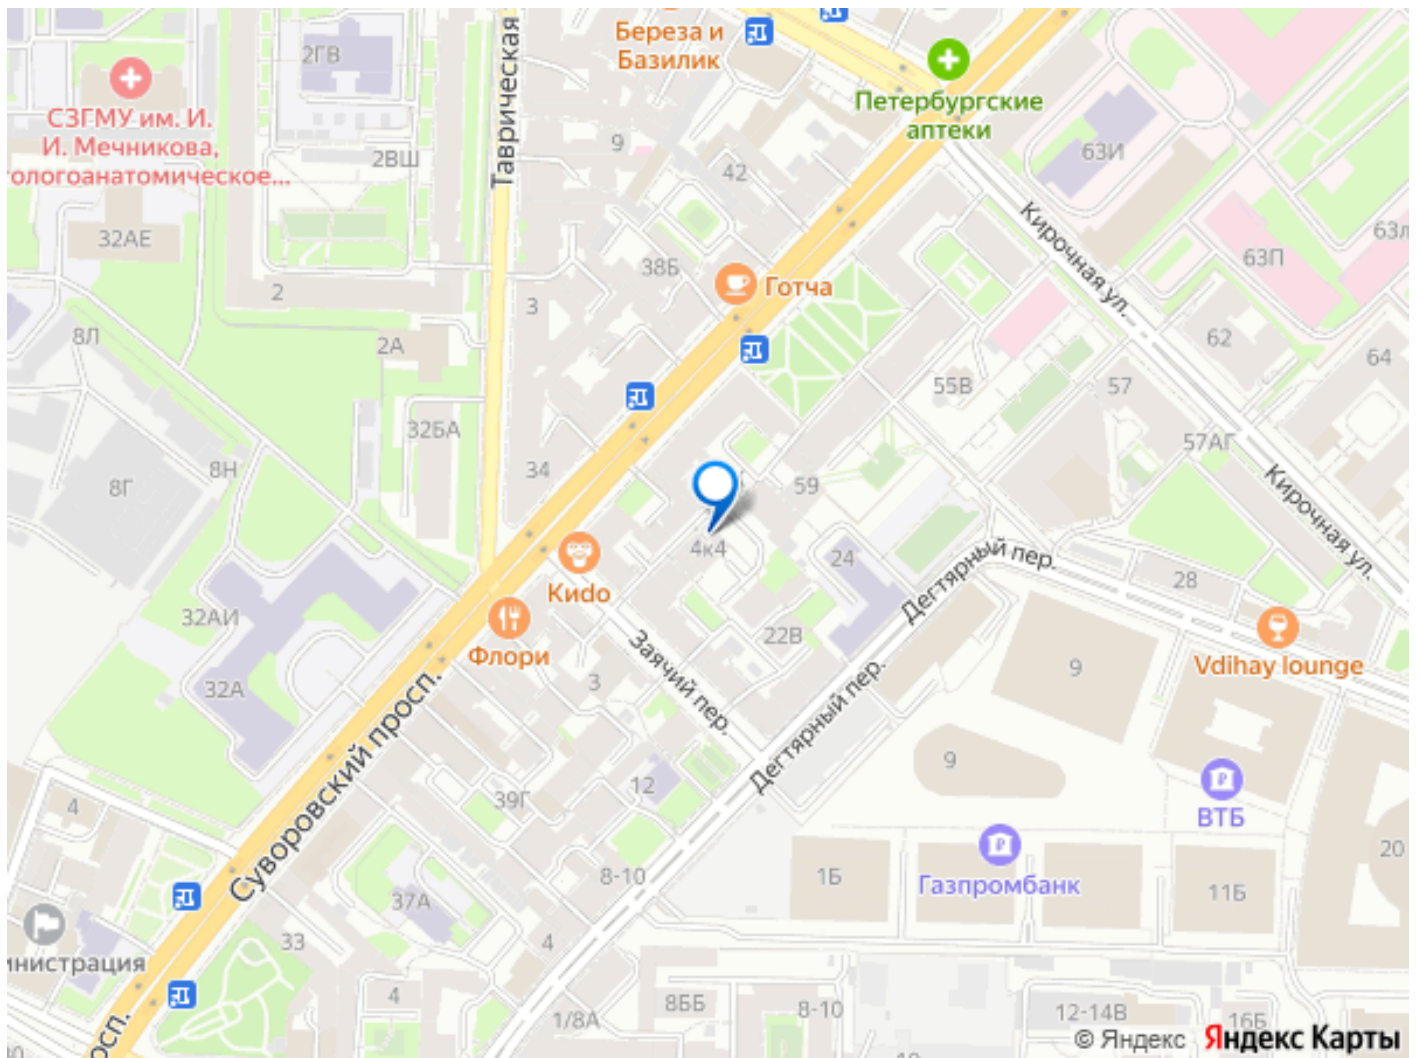 Береза и
Базилик
2ГВ
Таврическая
СЗГМУ им. И.
И. Мечникова,
тологоанатомическое...
Петербургские
аптеки
2ВШ
9
42
63И
32АЕ
Кирочная ул.
63П
2
3
38Б
Готча
8Л
2А
62
64
55В
57
32БА
57АГ
34
8Н
8Г
59
Кирочная ул.
4к4
24
Дегтярный пер.
28
Кидо
32АИ
Флори
Заячий пер.
22В
9
Vdihay lounge
32А
3
Суворовский просп.
Дегтярный пер.
9
12
39Г
4
ВТБ
20
8-10
1Б
Газпромбанк
11Б
37А
33
4
инистрация
4
8ББ
8-10
12-14В
16Б
1/8А
осп.
© Яндекс Яндекс Карты